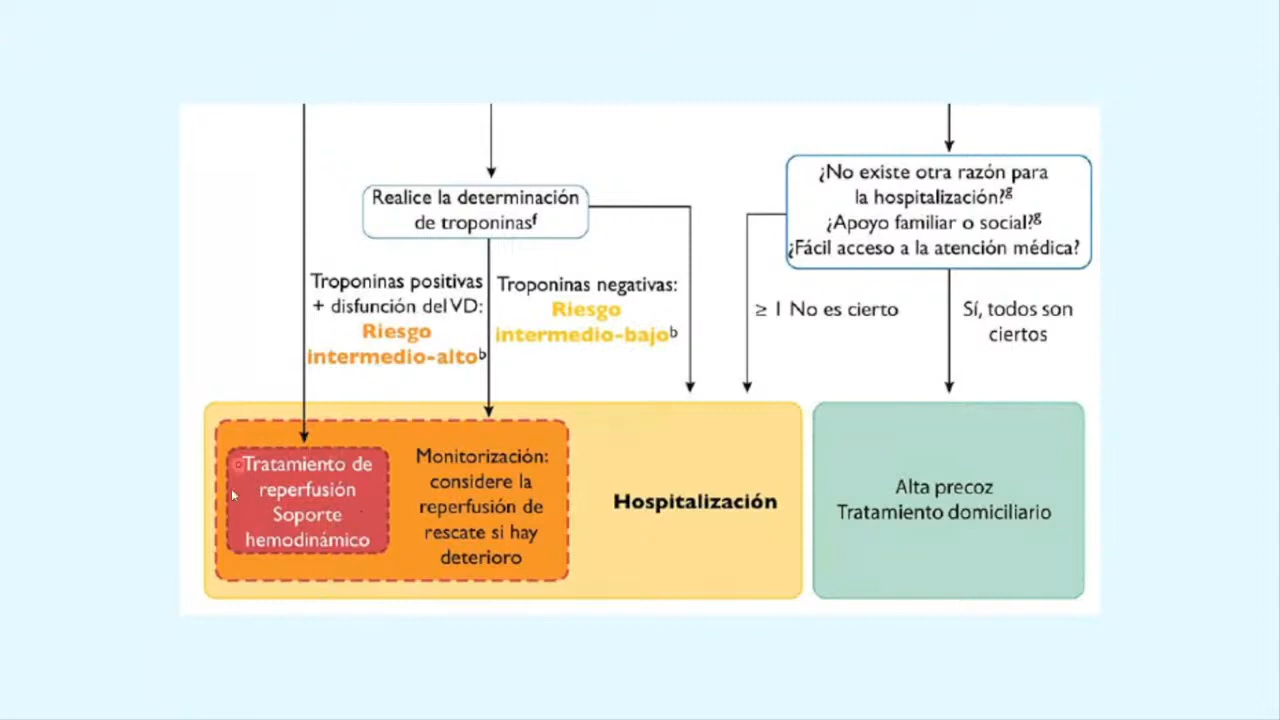 Realice la determinación
de troponinasᶠ
¿No existe otra razón para
la hospitalización?ᵍ
¿Apoyo familiar o social?ᵍ
¿Fácil acceso a la atención médica?
Troponinas positivas
+ disfunción del VD:
Riesgo
intermedio-altoᵇ
Troponinas negativas:
Riesgo
intermedio-bajoᵇ
≥ 1 No es cierto
Sí, todos son
ciertos
Tratamiento de
reperfusión
Soporte
hemodinámico
Monitorización:
considere la
reperfusión de
rescate si hay
deterioro
Hospitalización
Alta precoz
Tratamiento domiciliario